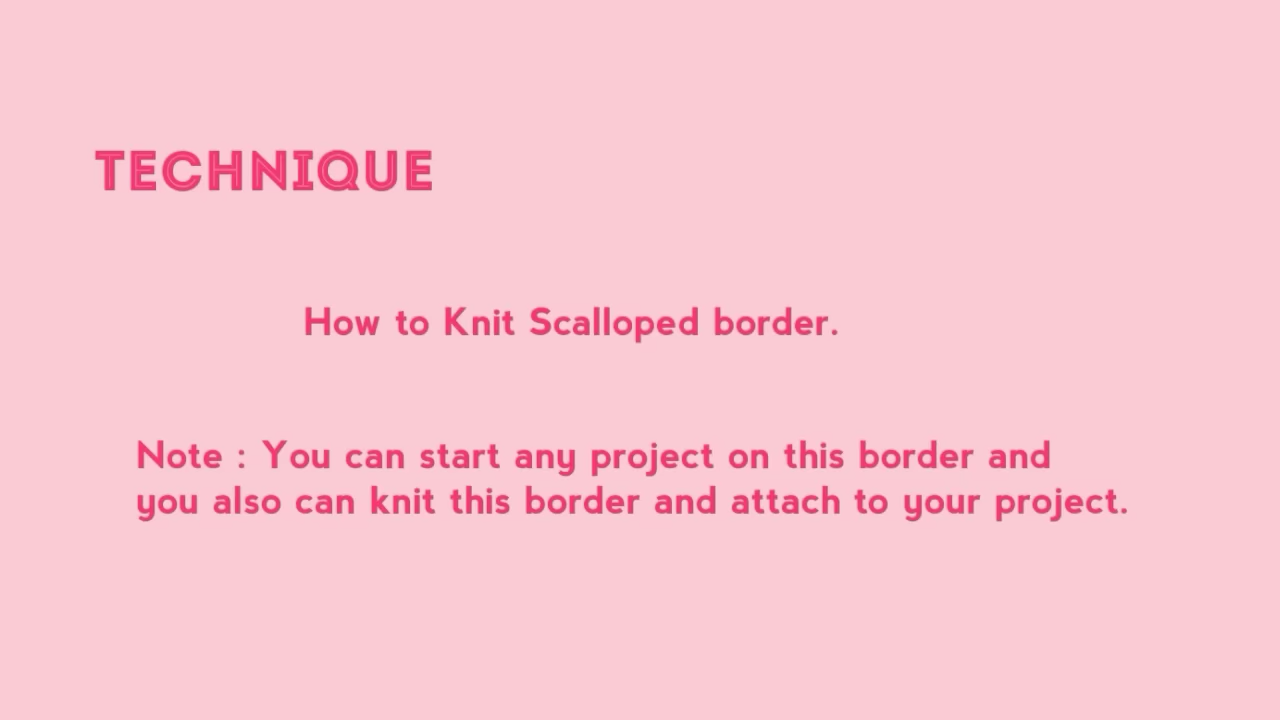 TECHNIQUE
How to Knit Scalloped border.
Note : You can start any project on this border and
you also can knit this border and attach to your project.